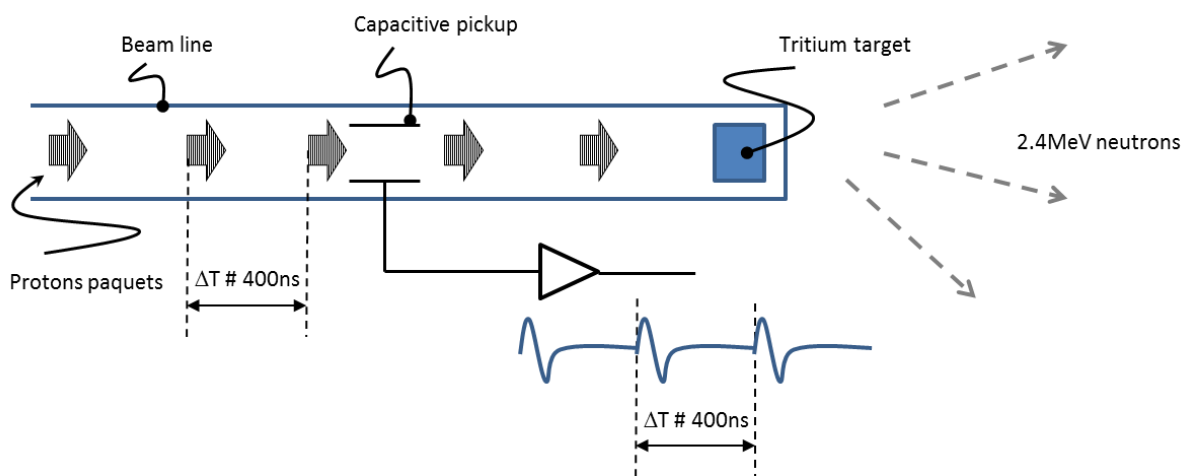 Capacitive pickup
Beam line
Tritium target
2.4MeV neutrons
Protons paquets
ΔT # 400ns
ΔT # 400ns